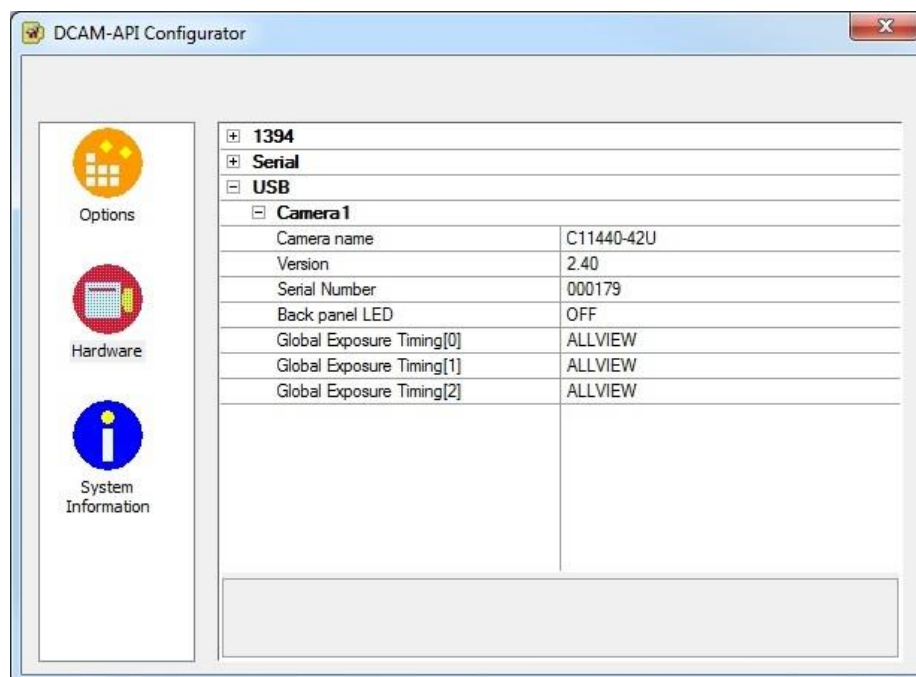 DCAM-API Configurator
Options
Hardware
System
Information
1394
Serial
USB
Camera1
Camera name C11440-42U
Version 2.40
Serial Number 000179
Back panel LED OFF
Global Exposure Timing[0] ALLVIEW
Global Exposure Timing[1] ALLVIEW
Global Exposure Timing[2] ALLVIEW